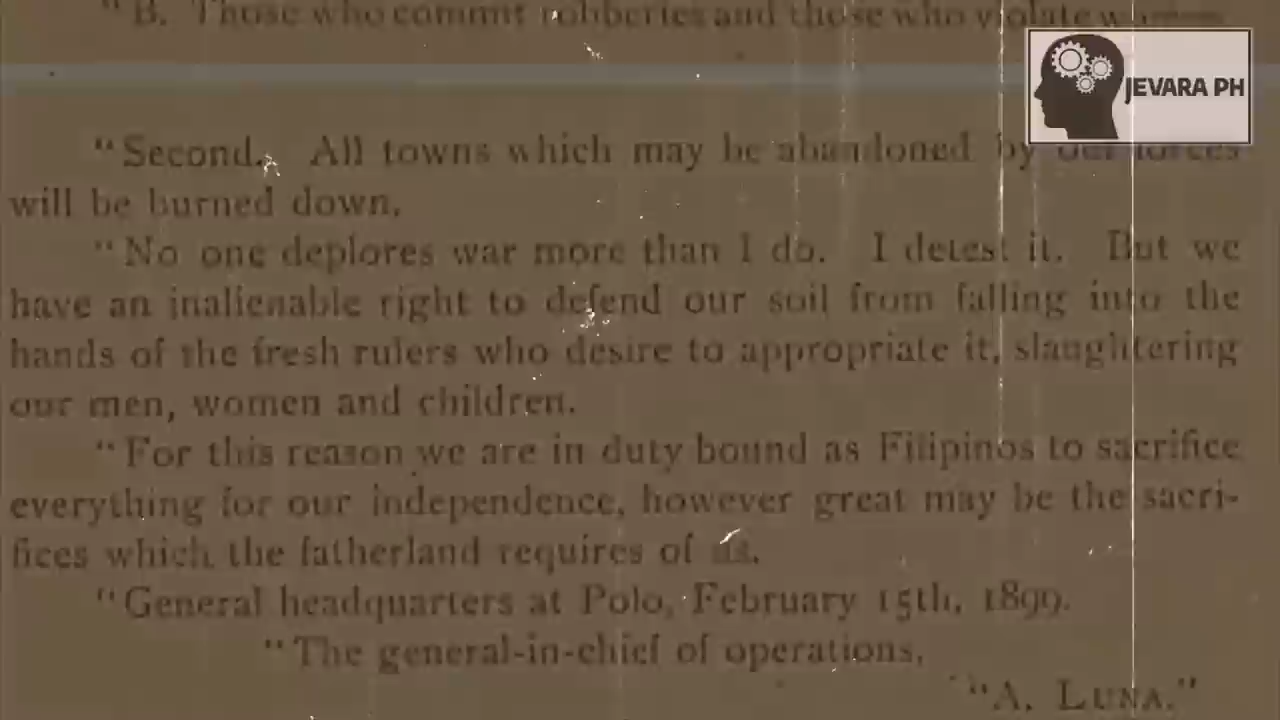 "B. Those who commit robberies and those who violate women
JEVARA PH
"Second. All towns which may be abandoned by our forces
will be burned down.
"No one deplores war more than I do. I detest it. But we
have an inalienable right to defend our soil from falling into the
hands of the fresh rulers who desire to appropriate it, slaughtering
our men, women and children.
"For this reason we are in duty bound as Filipinos to sacrifice
everything for our independence, however great may be the sacri-
fices which the fatherland requires of us.
"General headquarters at Polo, February 15th, 1899.
"The general-in-chief of operations,
"A. LUNA."